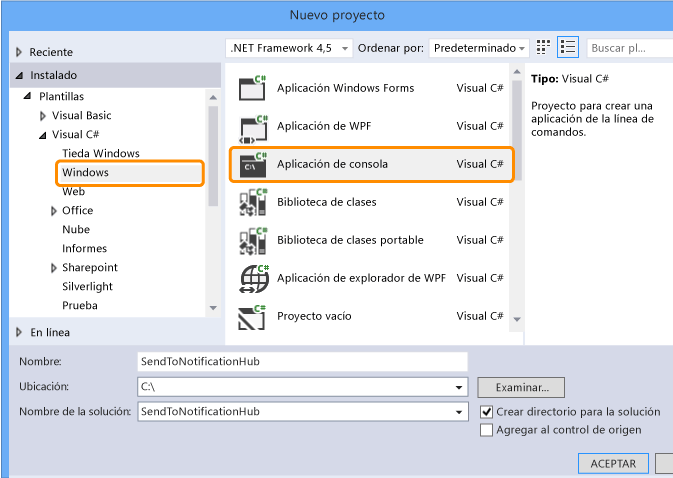 Nuevo proyecto
Reciente
.NET Framework 4,5
Ordenar por:
Predeterminado
Buscar pl...
Instalado
Plantillas
Visual Basic
Visual C#
Tieda Windows
Windows
Web
Office
Nube
Informes
Sharepoint
Silverlight
Prueba
En línea
C# Aplicación Windows Forms Visual C#
C# Aplicación de WPF Visual C#
C# C:\ Aplicación de consola Visual C#
C# Biblioteca de clases Visual C#
C# Biblioteca de clases portable Visual C#
C# Aplicación de explorador de WPF Visual C#
C# Proyecto vacío Visual C#
Tipo: Visual C#
Proyecto para crear una
aplicación de la línea de
comandos.
Nombre: SendToNotificationHub
Ubicación: C:\ Examinar...
Nombre de la solución: SendToNotificationHub
Crear directorio para la solución
Agregar al control de origen
ACEPTAR